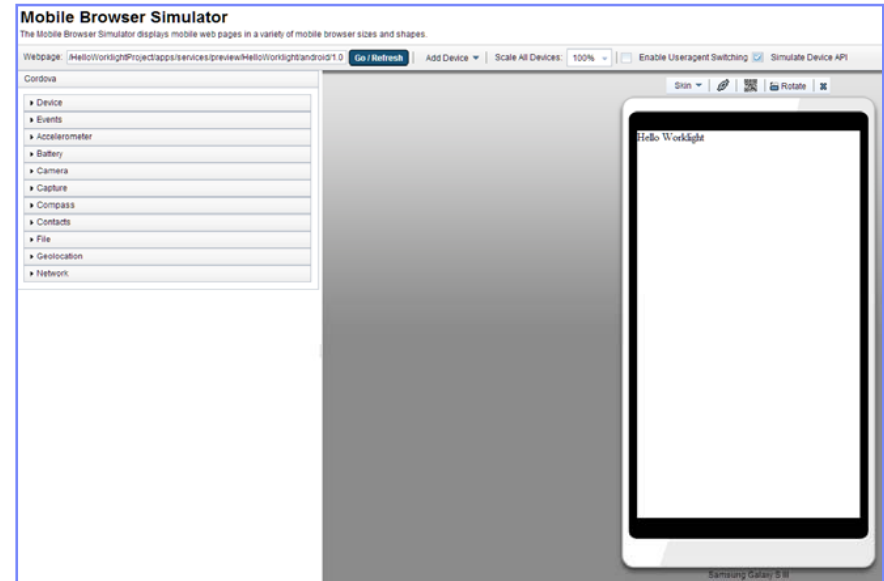 Mobile Browser Simulator
The Mobile Browser Simulator displays mobile web pages in a variety of mobile browser sizes and shapes.
Webpage: /HelloWorklightProject/apps/services/preview/HelloWorklight/android/1.0 Go / Refresh Add Device Scale All Devices: 100% Enable Useragent Switching Simulate Device API
Cordova
Skin Rotate
Device
Events
Accelerometer
Battery
Camera
Capture
Compass
Contacts
File
Geolocation
Network
Hello Worklight
Samsung Galaxy S III